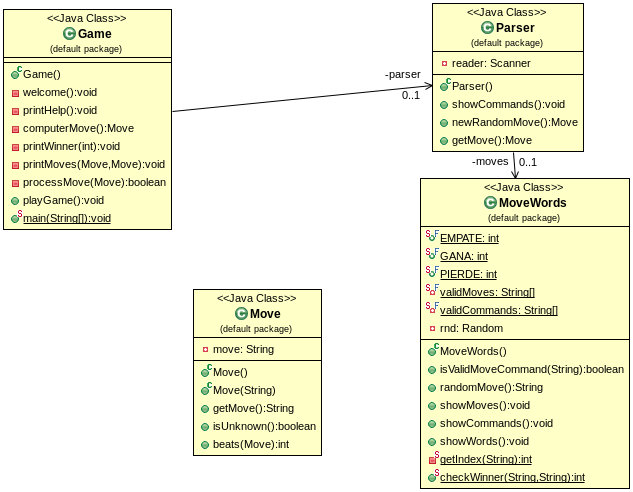 <<Java Class>>
Game
(default package)
Game()
welcome():void
printHelp():void
computerMove():Move
printWinner(int):void
printMoves(Move,Move):void
processMove(Move):boolean
playGame():void
main(String[]):void
-parser
0..1
<<Java Class>>
Parser
(default package)
reader: Scanner
Parser()
showCommands():void
newRandomMove():Move
getMove():Move
-moves
0..1
<<Java Class>>
MoveWords
(default package)
EMPATE: int
GANA: int
PIERDE: int
validMoves: String[]
validCommands: String[]
rnd: Random
MoveWords()
isValidMoveCommand(String):boolean
randomMove():String
showMoves():void
showCommands():void
showWords():void
getIndex(String):int
checkWinner(String,String):int
<<Java Class>>
Move
(default package)
move: String
Move()
Move(String)
getMove():String
isUnknown():boolean
beats(Move):int